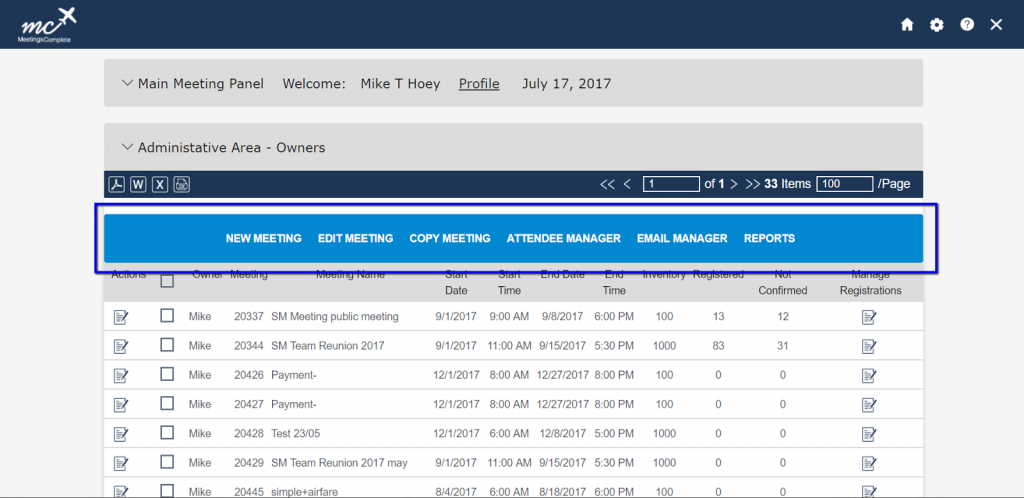 mc
MeetingsComplete
Main Meeting Panel Welcome: Mike T Hoey Profile July 17, 2017
Administative Area - Owners
W X << < 1 of 1 > >> 33 Items 100 /Page
NEW MEETING EDIT MEETING COPY MEETING ATTENDEE MANAGER EMAIL MANAGER REPORTS
Actions Owner Meeting Meeting Name Start Date Start Time End Date End Time Inventory Registered Not Confirmed Manage Registrations
Mike 20337 SM Meeting public meeting 9/1/2017 9:00 AM 9/8/2017 6:00 PM 100 13 12
Mike 20344 SM Team Reunion 2017 9/1/2017 11:00 AM 9/15/2017 5:30 PM 1000 83 31
Mike 20426 Payment- 12/1/2017 8:00 AM 12/27/2017 8:00 PM 100 0 0
Mike 20427 Payment- 12/1/2017 8:00 AM 12/27/2017 8:00 PM 100 0 0
Mike 20428 Test 23/05 12/1/2017 6:00 AM 12/8/2017 5:00 PM 1000 0 0
Mike 20429 SM Team Reunion 2017 may 9/1/2017 11:00 AM 9/15/2017 5:30 PM 1000 0 0
Mike 20445 simple+airfare 8/4/2017 6:00 AM 8/18/2017 6:00 PM 100 0 0